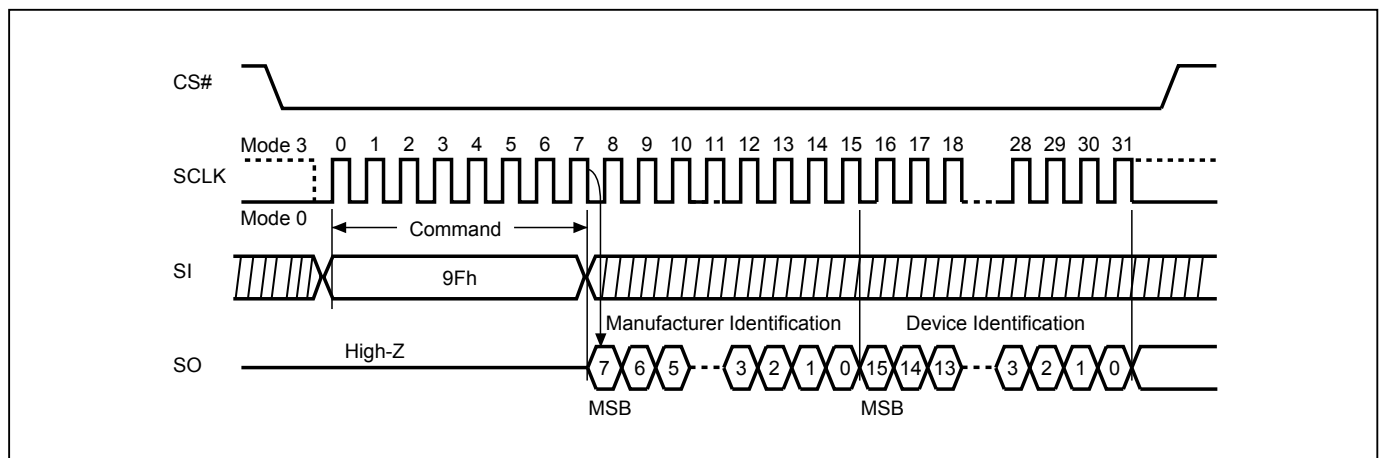 CS#
Mode 3 0 1 2 3 4 5 6 7 8 9 10 11 12 13 14 15 16 17 18 28 29 30 31
SCLK
Mode 0
Command
SI
9Fh
Manufacturer Identification Device Identification
High-Z
SO
7 6 5 3 2 1 0 15 14 13 3 2 1 0
MSB MSB